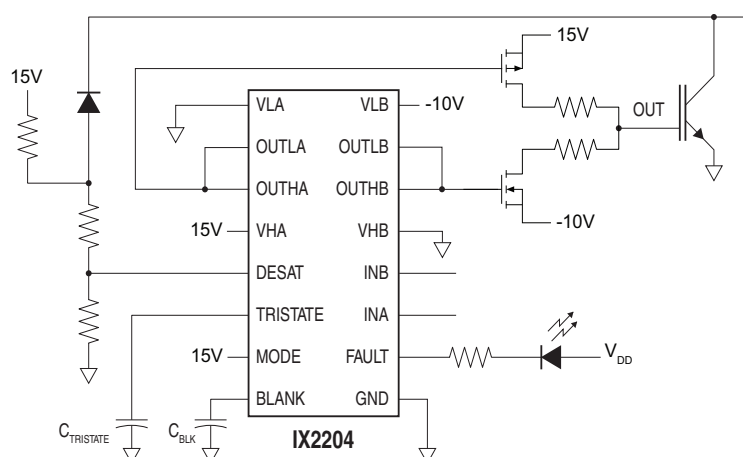 15V
15V
OUT
VLA
VLB
-10V
OUTLA
OUTLB
OUTHA
OUTHB
-10V
15V
VHA
VHB
DESAT
INB
TRISTATE
INA
15V
MODE
FAULT
VDD
BLANK
GND
CTRISTATE
CBLK
IX2204